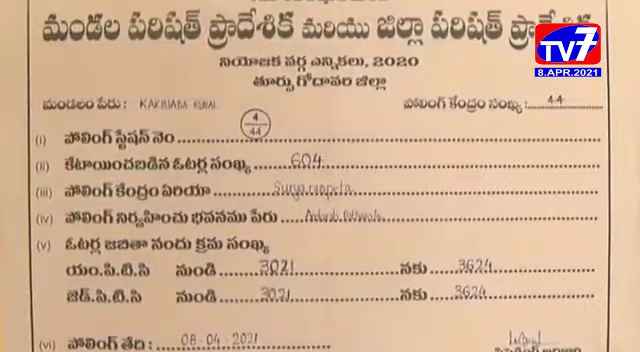 మండల పరిషత్ ప్రాదేశిక మరియు జిల్లా పరిషత్ ప్రాదేశిక
TV7
8.APR.2021
నియోజక వర్గ ఎన్నికలు, 2020
తూర్పు గోదావరి జిల్లా
మండలం పేరు: KAKINADA RURAL పోలింగ్ కేంద్రం సంఖ్య: 44
(i) పోలింగ్ స్టేషన్ నెం 4/44
(ii) కేటాయించబడిన ఓటర్ల సంఖ్య 604
(iii) పోలింగ్ కేంద్రం ఏరియా Suryaraopeta
(iv) పోలింగ్ నిర్వహించు భవనము పేరు
(v) ఓటర్ల జబితా నందు క్రమ సంఖ్య
యం.పి.టి.సి నుండి 3021 నకు 3624
జెడ్.పి.టి.సి నుండి 3021 నకు 3624
(vi) పోలింగ్ తేది: 08-04-2021